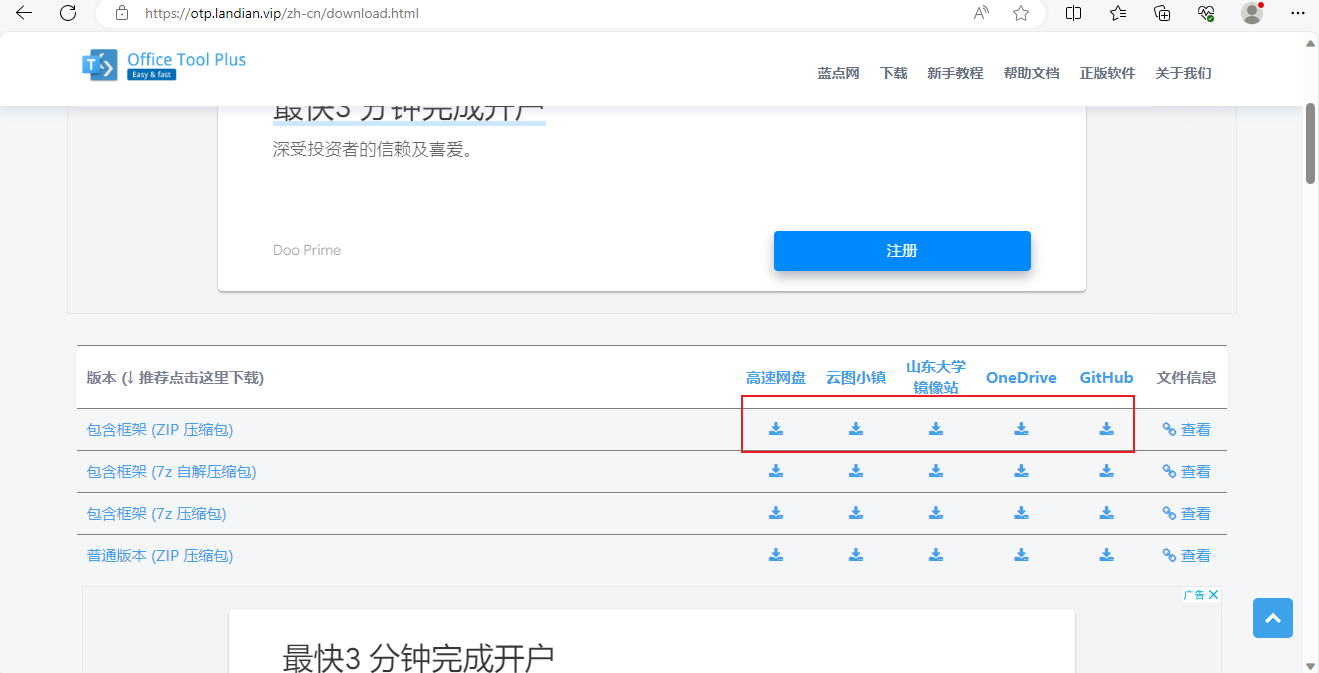 https://otp.landian.vip/zh-cn/download.html
Office Tool Plus
Easy & fast
蓝点网 下载 新手教程 帮助文档 正版软件 关于我们
最快3 分钟完成开户
深受投资者的信赖及喜爱。
Doo Prime 注册
版本 (↓ 推荐点击这里下载) 高速网盘 云图小镇 山东大学 镜像站 OneDrive GitHub 文件信息
包含框架 (ZIP 压缩包) 查看
包含框架 (7z 自解压缩包) 查看
包含框架 (7z 压缩包) 查看
普通版本 (ZIP 压缩包) 查看
广告
最快3 分钟完成开户